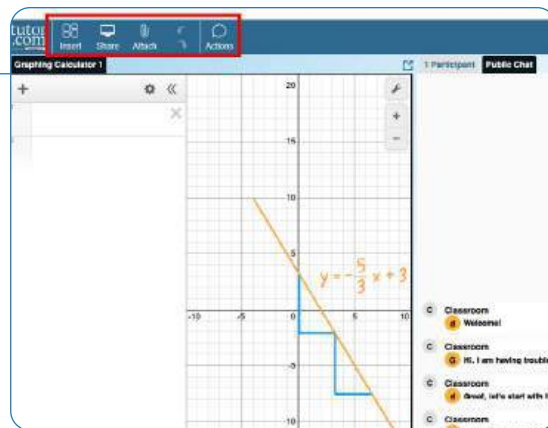 tutor
.com
Insert Share Attach Actions
Graphing Calculator 1
1 Participant Public Chat
20
15
10
5
y = -5/3 x + 3
-10 -5 0 5 10
-5
-10
C Classroom
d Welcome!
C Classroom
G Hi, I am having trouble
C Classroom
d Great, let's start with
C Classroom